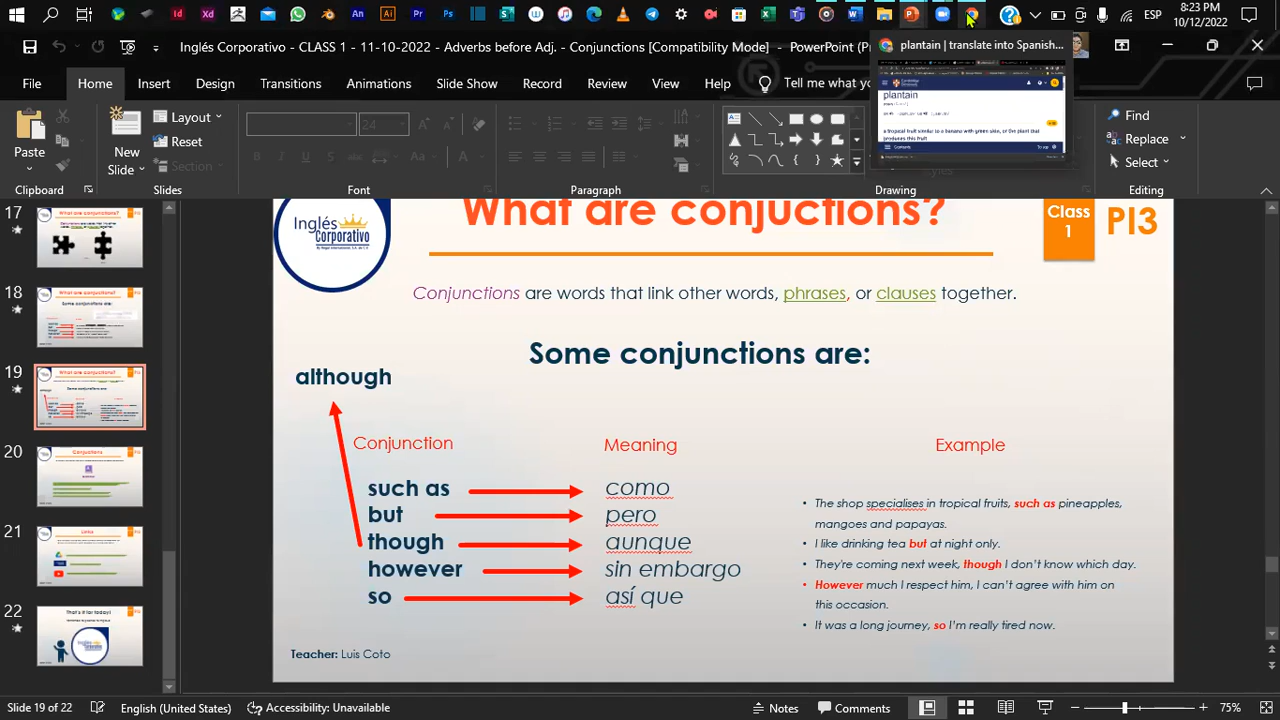 ESP
8:23 PM
10/12/2022
Inglés Corporativo - CLASS 1 - 11-10-2022 - Adverbs before Adj. - Conjunctions [Compatibility Mode] - PowerPoint (Pro
plantain | translate into Spanish...
plantain
a tropical fruit similar to a banana with green skin, or the plant that
produces this fruit
File
Home
Insert
Design
Transitions
Animations
Slide Show
Recording
Review
View
Help
Tell me what yo
Paste
New
Slide
Layout
Reset
Section
24
B
I
U
S
AV
Aa
Find
Replace
Select
Clipboard
Slides
Font
Paragraph
Drawing
Editing
17
18
19
20
21
22
Inglés
Corporativo
What are conjuctions?
Class
1
PI3
Conjunctions are words that link other words, phrases, or clauses together.
Some conjunctions are:
although
Conjunction
Meaning
Example
such as
como
but
pero
though
aunque
however
sin embargo
so
así que
• The shop specialises in tropical fruits, such as pineapples,
mangoes and papayas.
• I like drinking tea but at night only.
• They're coming next week, though I don't know which day.
• However much I respect him, I can't agree with him on
this occasion.
• It was a long journey, so I'm really tired now.
Teacher: Luis Coto
Slide 19 of 22
English (United States)
Accessibility: Unavailable
Notes
Comments
75%